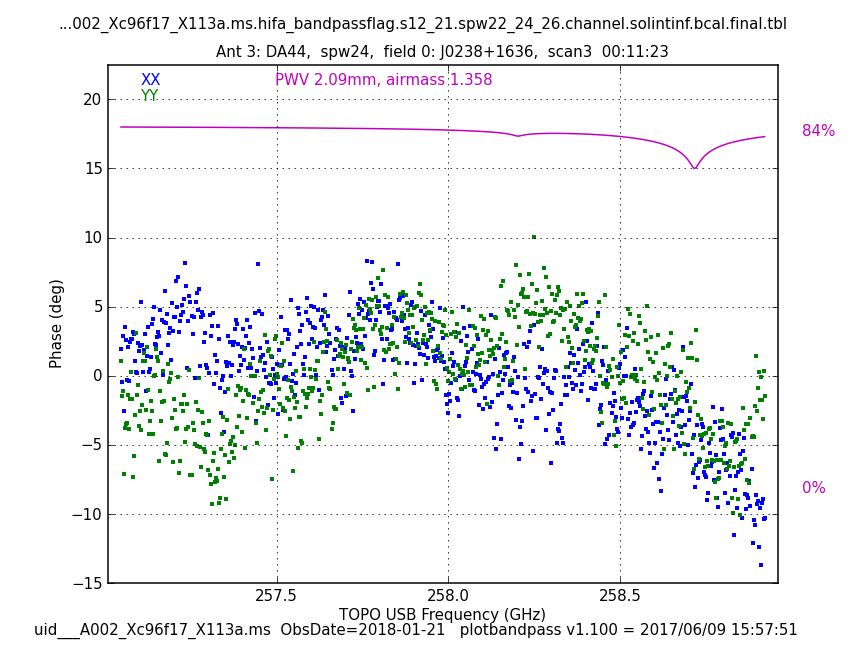 ...002_Xc96f17_X113a.ms.hifa_bandpassflag.s12_21.spw22_24_26.channel.solintinf.bcal.final.tbl
Ant 3: DA44,  spw24,  field 0: J0238+1636,  scan3  00:11:23
XX
PWV 2.09mm, airmass 1.358
YY
20
84%
15
10
5
Phase (deg)
0
−5
0%
−10
−15
257.5
258.0
258.5
TOPO USB Frequency (GHz)
uid___A002_Xc96f17_X113a.ms  ObsDate=2018-01-21   plotbandpass v1.100 = 2017/06/09 15:57:51